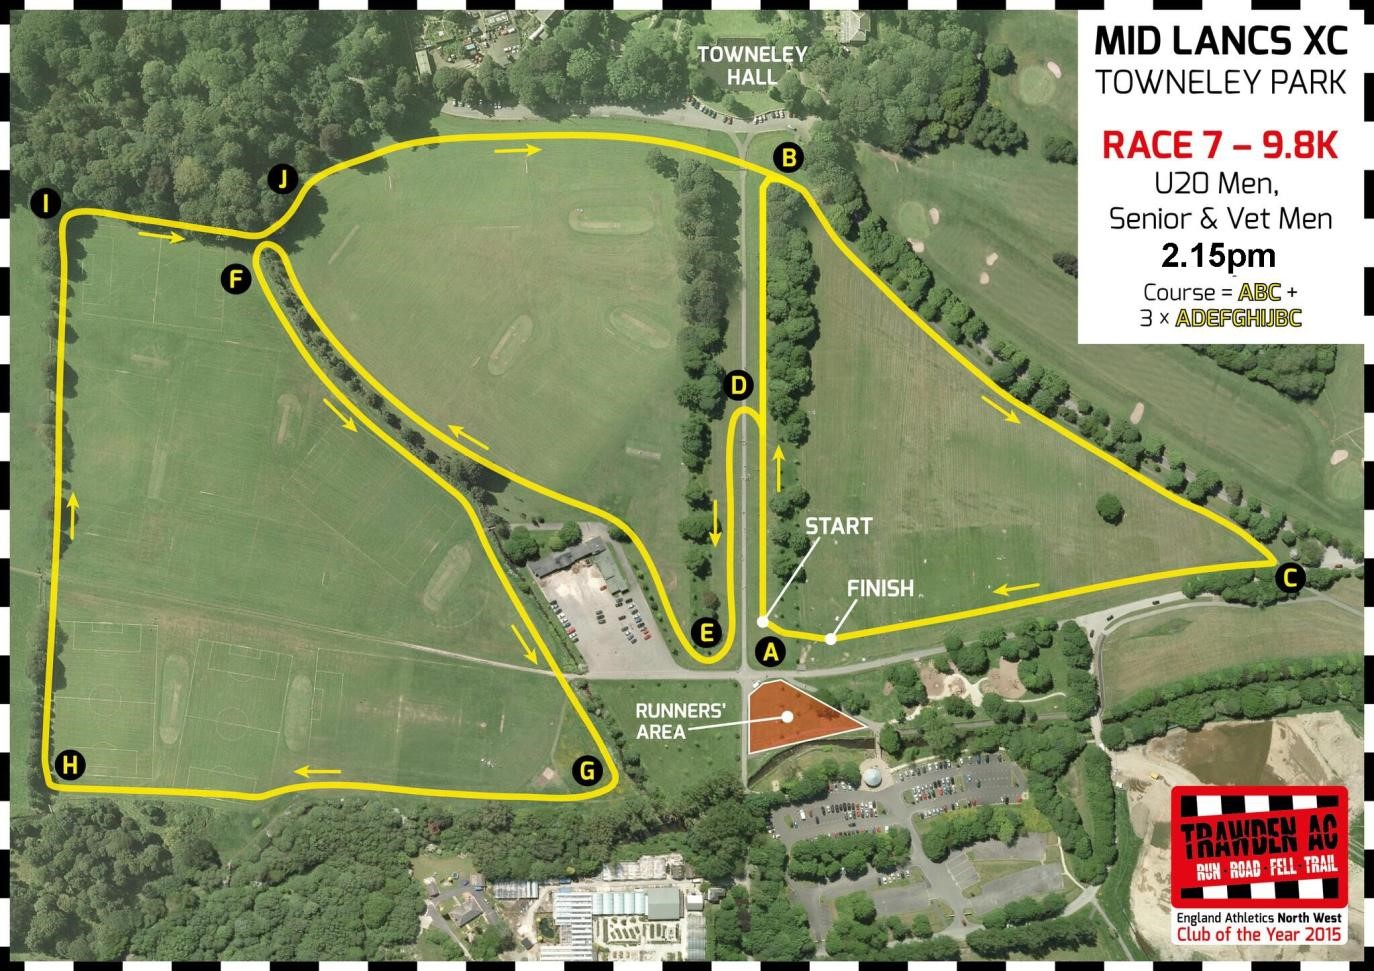 MID LANCS XC
TOWNELEY PARK
RACE 7 – 9.8K
U20 Men,
Senior & Vet Men
2.15pm
Course = ABC +
3 × ADEFGHIJBC
TOWNELEY
HALL
B
J
I
F
D
START
FINISH
C
E
A
RUNNERS'
AREA
H
G
TRAWDEN AC
RUN · ROAD · FELL · TRAIL
England Athletics North West
Club of the Year 2015